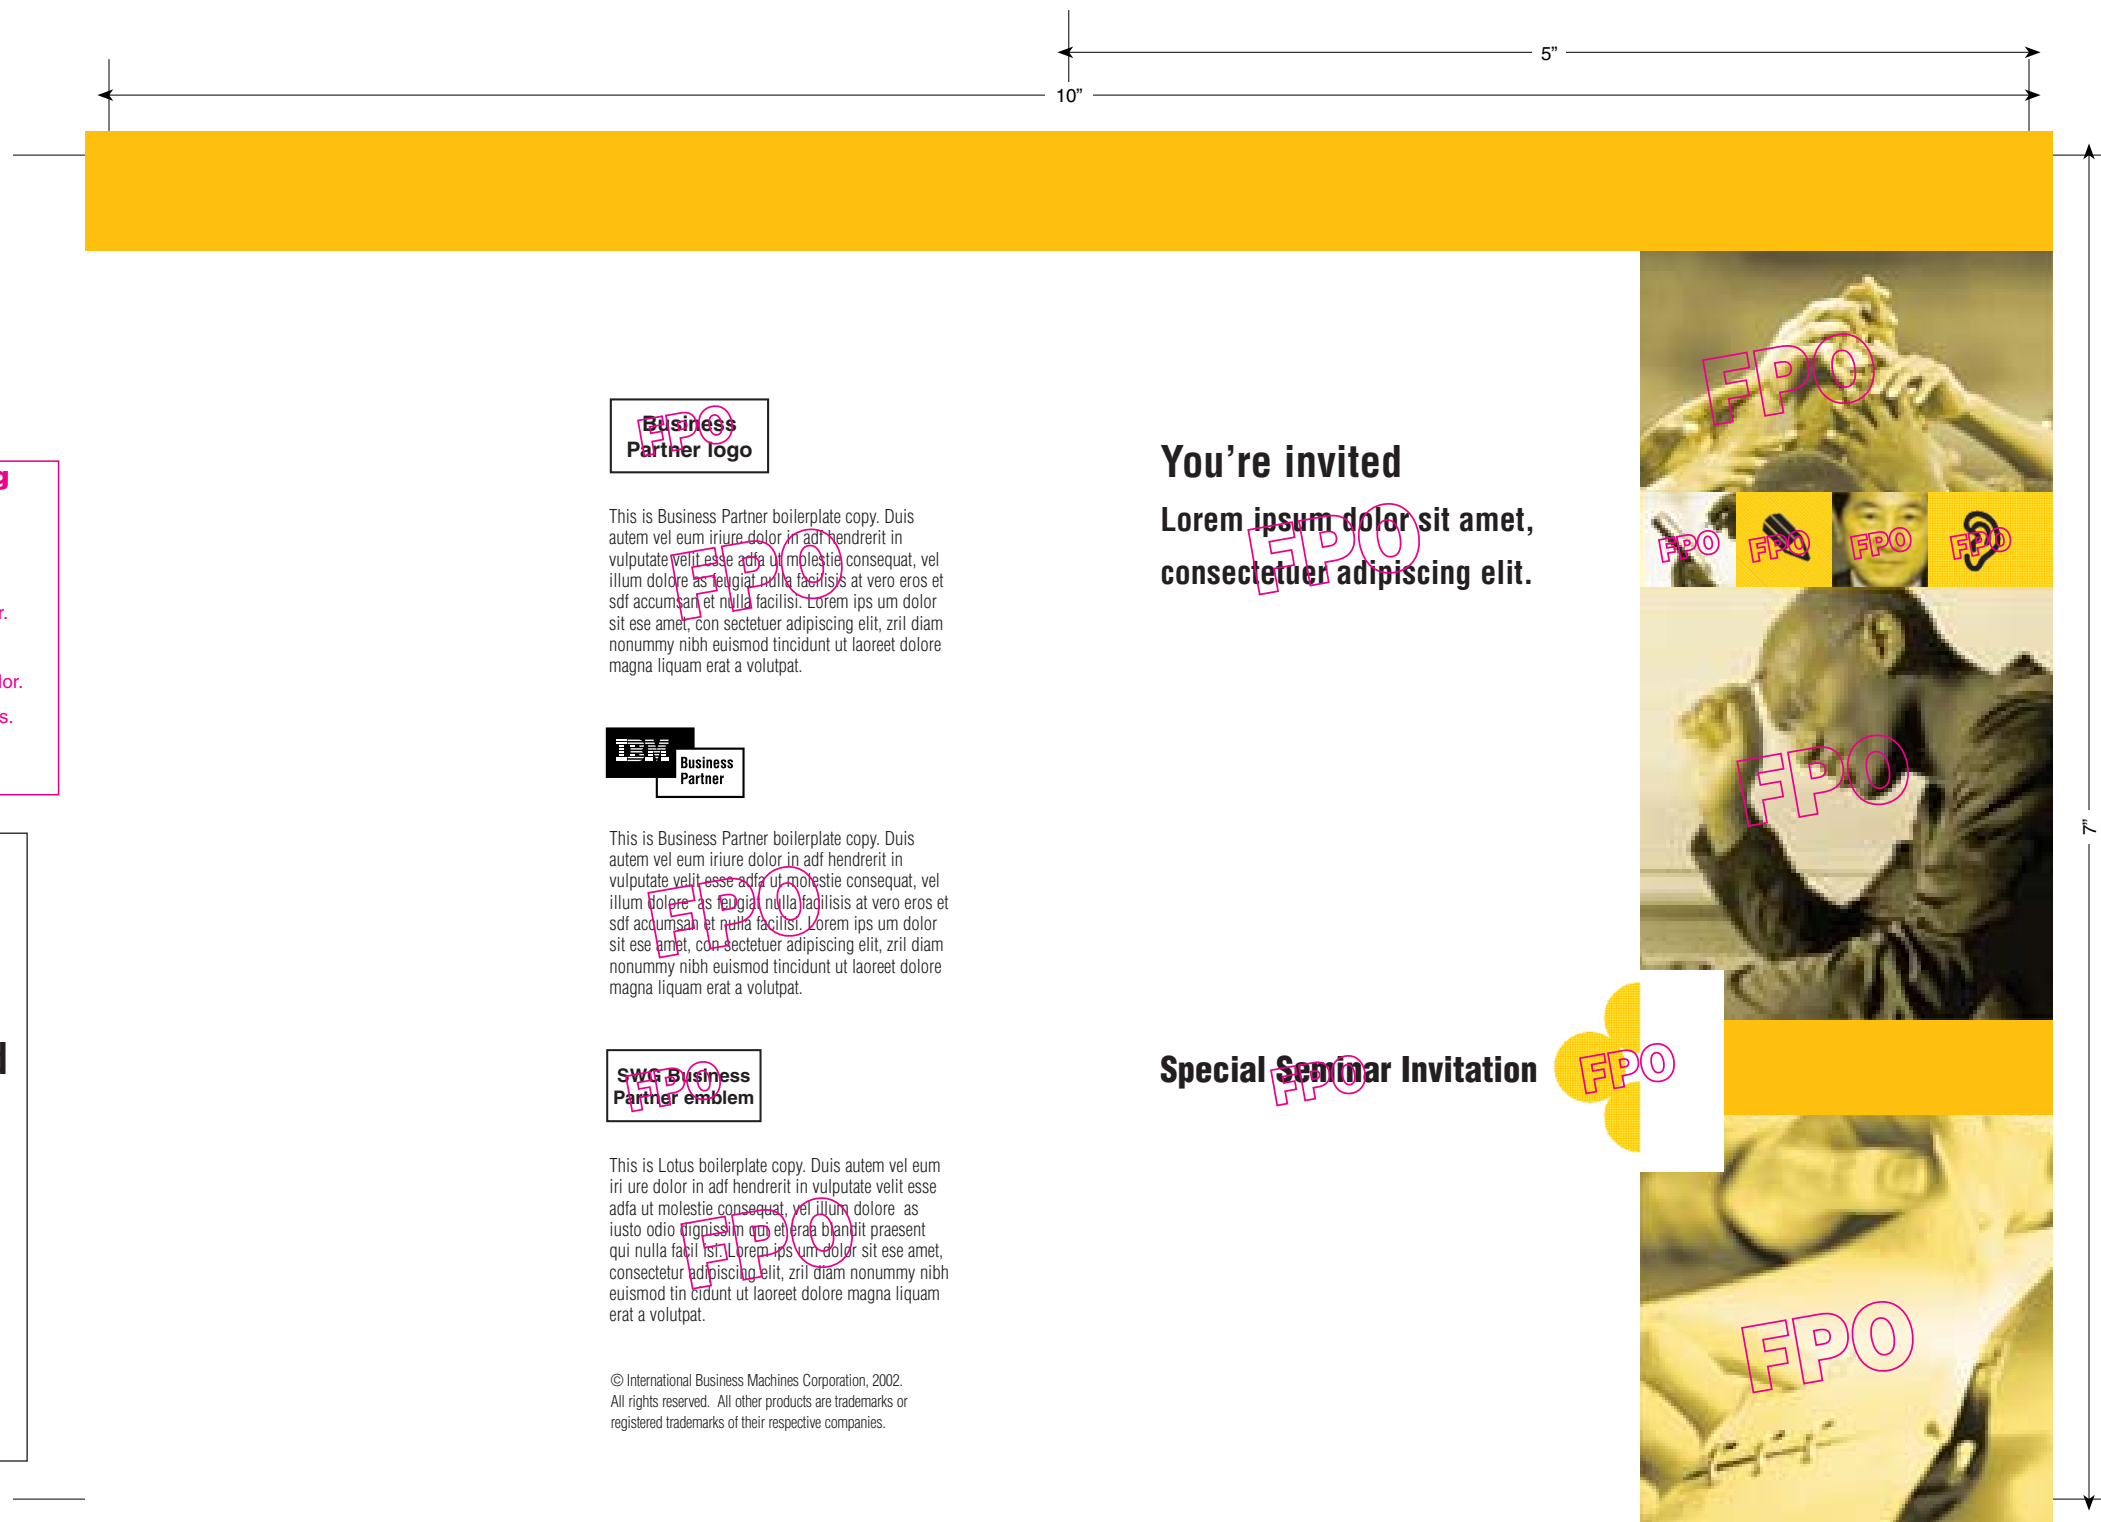 5”
10”
7”
g
r.
lor.
s.
Business
Partner logo
FPO
This is Business Partner boilerplate copy. Duis
autem vel eum iriure dolor in adf hendrerit in
vulputate velit esse adfa ut molestie consequat, vel
illum dolore as feugiat nulla facilisis at vero eros et
sdf accumsan et nulla facilisi. Lorem ips um dolor
sit ese amet, con sectetuer adipiscing elit, zril diam
nonummy nibh euismod tincidunt ut laoreet dolore
magna liquam erat a volutpat.
FPO
IBM
Business
Partner
This is Business Partner boilerplate copy. Duis
autem vel eum iriure dolor in adf hendrerit in
vulputate velit esse adfa ut molestie consequat, vel
illum dolore as feugiat nulla facilisis at vero eros et
sdf accumsan et nulla facilisi. Lorem ips um dolor
sit ese amet, con sectetuer adipiscing elit, zril diam
nonummy nibh euismod tincidunt ut laoreet dolore
magna liquam erat a volutpat.
FPO
SWG Business
Partner emblem
FPO
This is Lotus boilerplate copy. Duis autem vel eum
iri ure dolor in adf hendrerit in vulputate velit esse
adfa ut molestie consequat, vel illum dolore as
iusto odio dignissim qui et eraa blandit praesent
qui nulla facil isi. Lorem ips um dolor sit ese amet,
consectetur adipiscing elit, zril diam nonummy nibh
euismod tin cidunt ut laoreet dolore magna liquam
erat a volutpat.
FPO
© International Business Machines Corporation, 2002.
All rights reserved. All other products are trademarks or
registered trademarks of their respective companies.
You’re invited
Lorem ipsum dolor sit amet,
consectetuer adipiscing elit.
FPO
Special Seminar Invitation
FPO
FPO
FPO
FPO
FPO
FPO
FPO
FPO
FPO